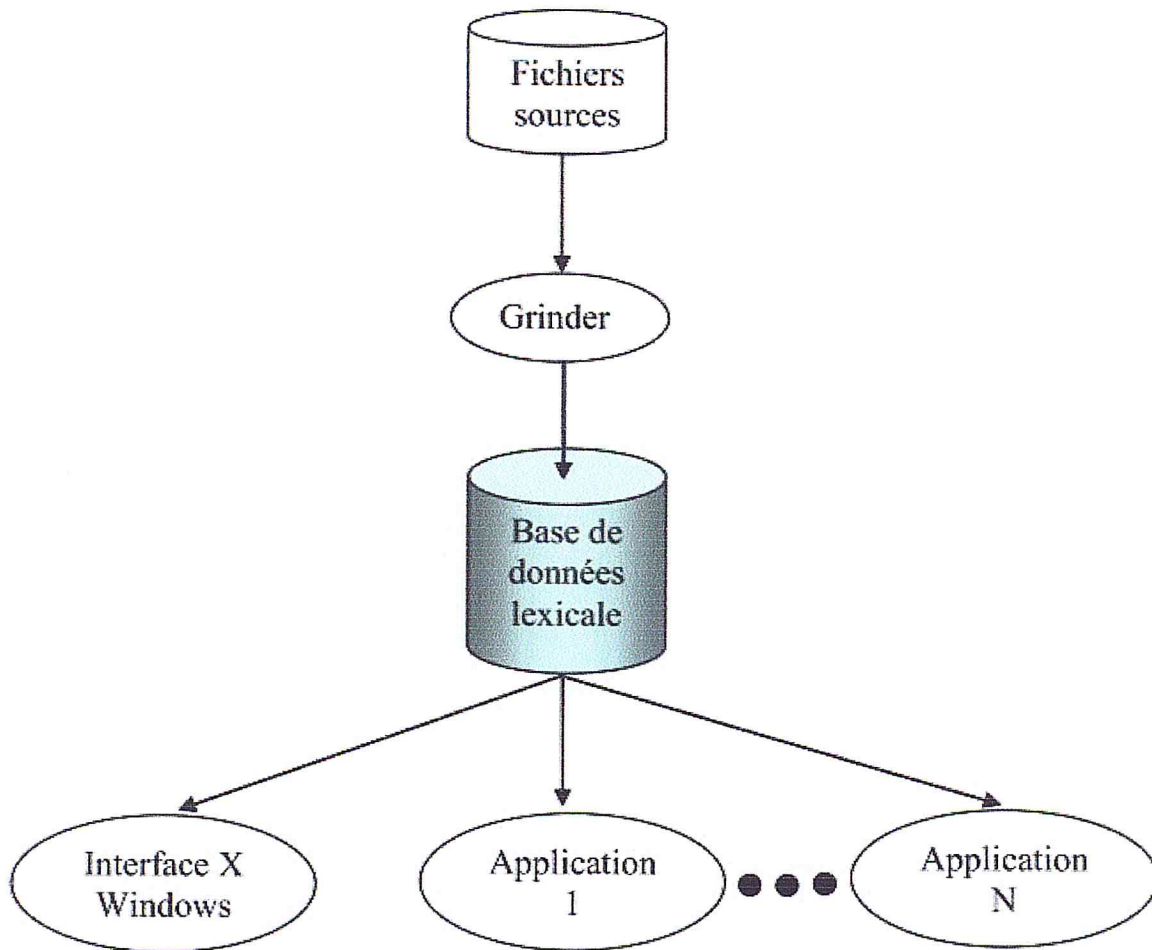 Fichiers
sources
Grinder
Base de
données
lexicale
Interface X
Windows
Application
1
Application
N